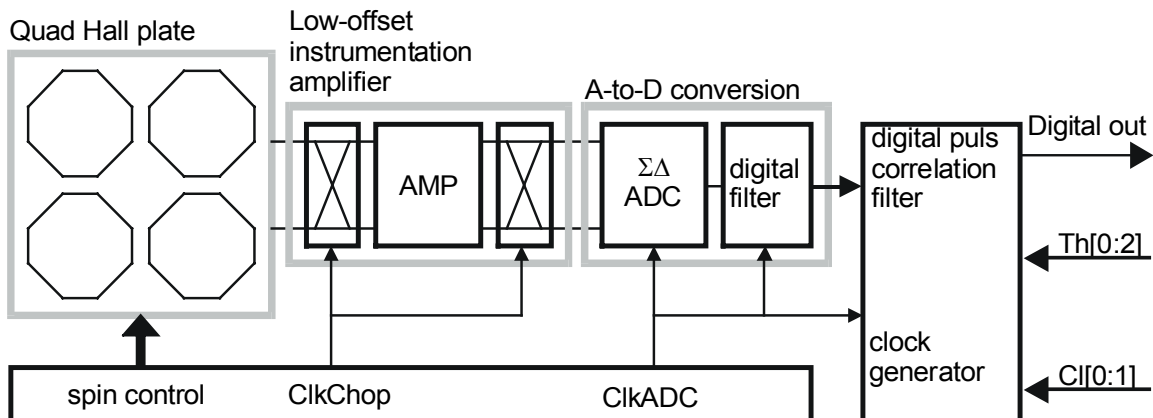 Quad Hall plate
Low-offset
instrumentation
amplifier
A-to-D conversion
AMP
ΣΔ
ADC
digital
filter
digital puls
correlation
filter
Digital out
Th[0:2]
clock
generator
Cl[0:1]
spin control
ClkChop
ClkADC